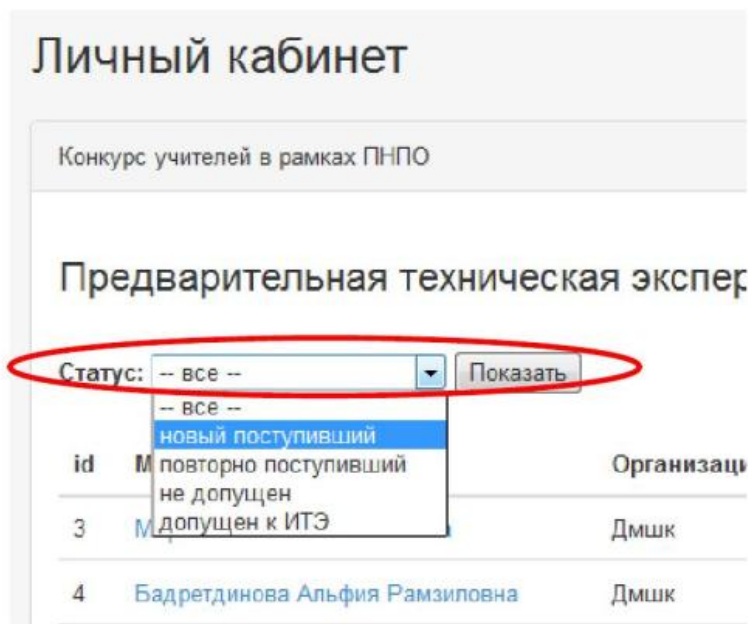 Личный кабинет
Конкурс учителей в рамках ПНПО
Предварительная техническая экспер
Статус: -- все -- Показать
-- все --
новый поступивший
id повторно поступивший Организаци
не допущен
3 допущен к ИТЭ Дмшк
4 Бадретдинова Альфия Рамзиловна Дмшк